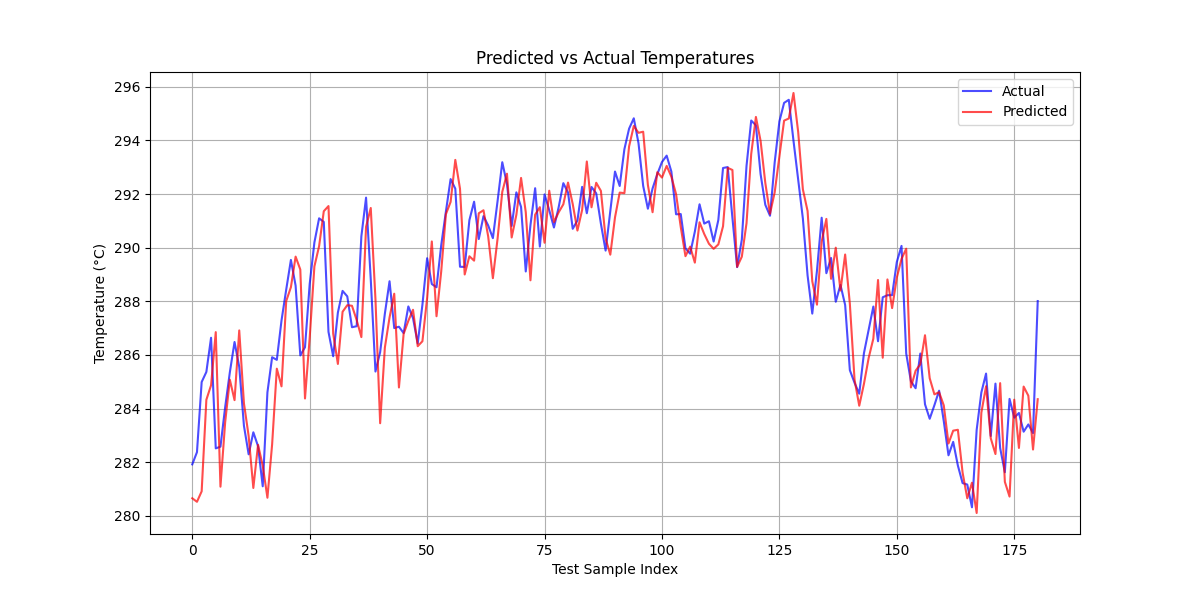 Predicted vs Actual Temperatures
Actual
Predicted
Temperature (°C)
296
294
292
290
288
286
284
282
280
0 25 50 75 100 125 150 175
Test Sample Index